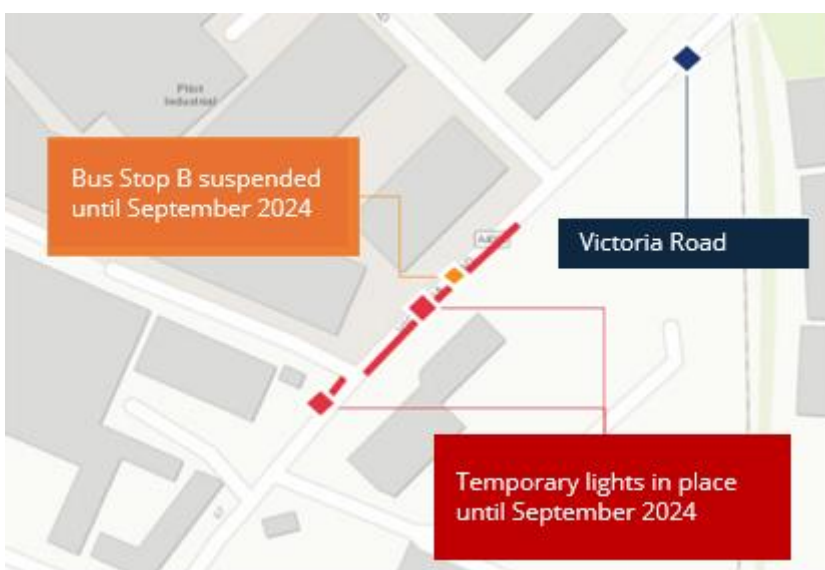 Bus Stop B suspended
until September 2024
Victoria Road
Temporary lights in place
until September 2024